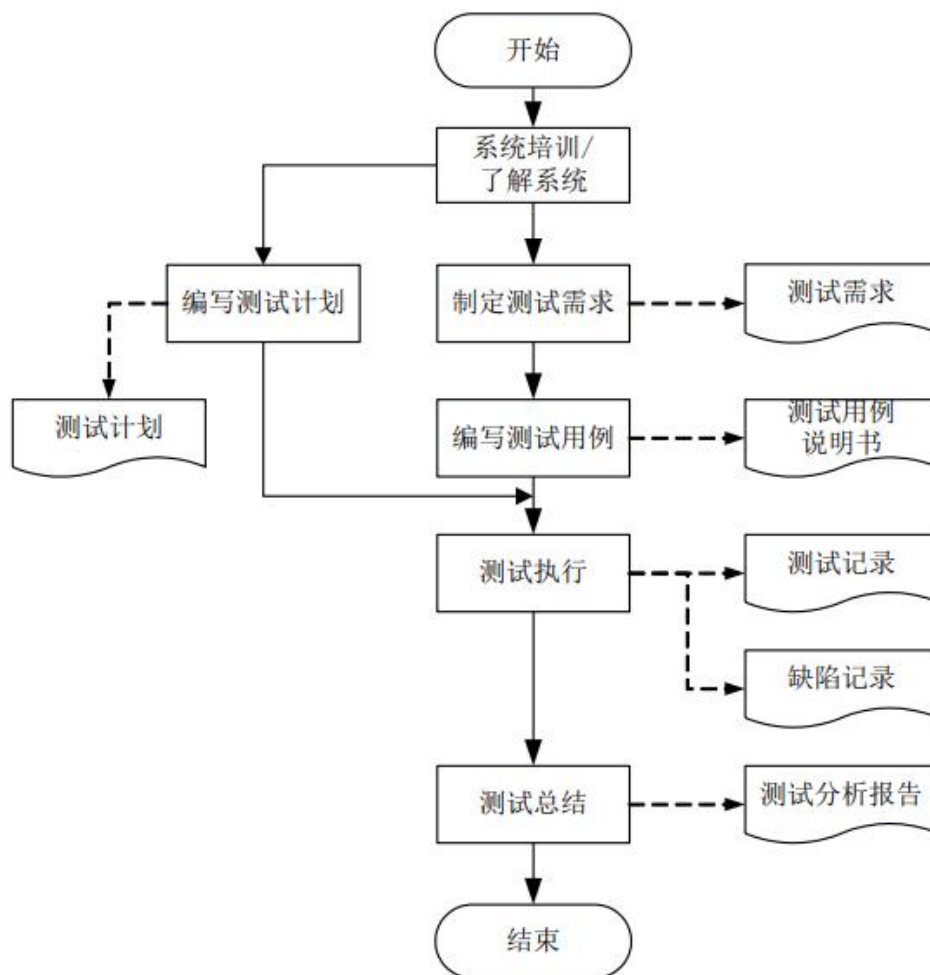 开始
系统培训/
了解系统
编写测试计划
制定测试需求
测试需求
测试计划
编写测试用例
测试用例
说明书
测试执行
测试记录
缺陷记录
测试总结
测试分析报告
结束